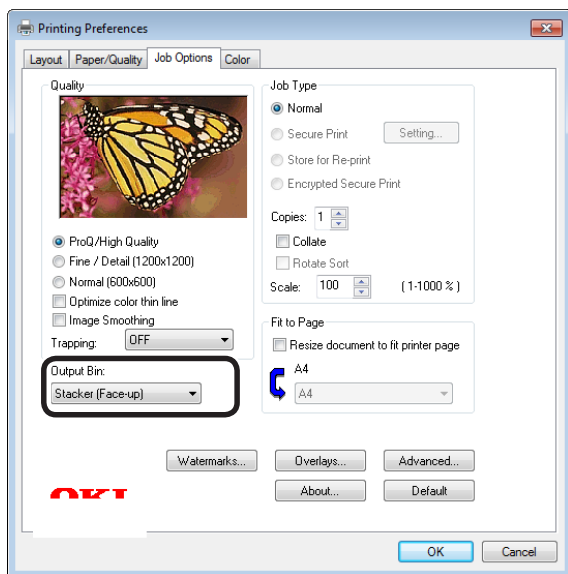 Printing Preferences
Layout Paper/Quality Job Options Color
Quality
ProQ/High Quality
Fine / Detail (1200x1200)
Normal (600x600)
Optimize color thin line
Image Smoothing
Trapping: OFF
Output Bin:
Stacker (Face-up)
Job Type
Normal
Secure Print Setting...
Store for Re-print
Encrypted Secure Print
Copies: 1
Collate
Rotate Sort
Scale: 100 (1-1000 %)
Fit to Page
Resize document to fit printer page
A4
A4
Watermarks... Overlays... Advanced...
About... Default
OK Cancel